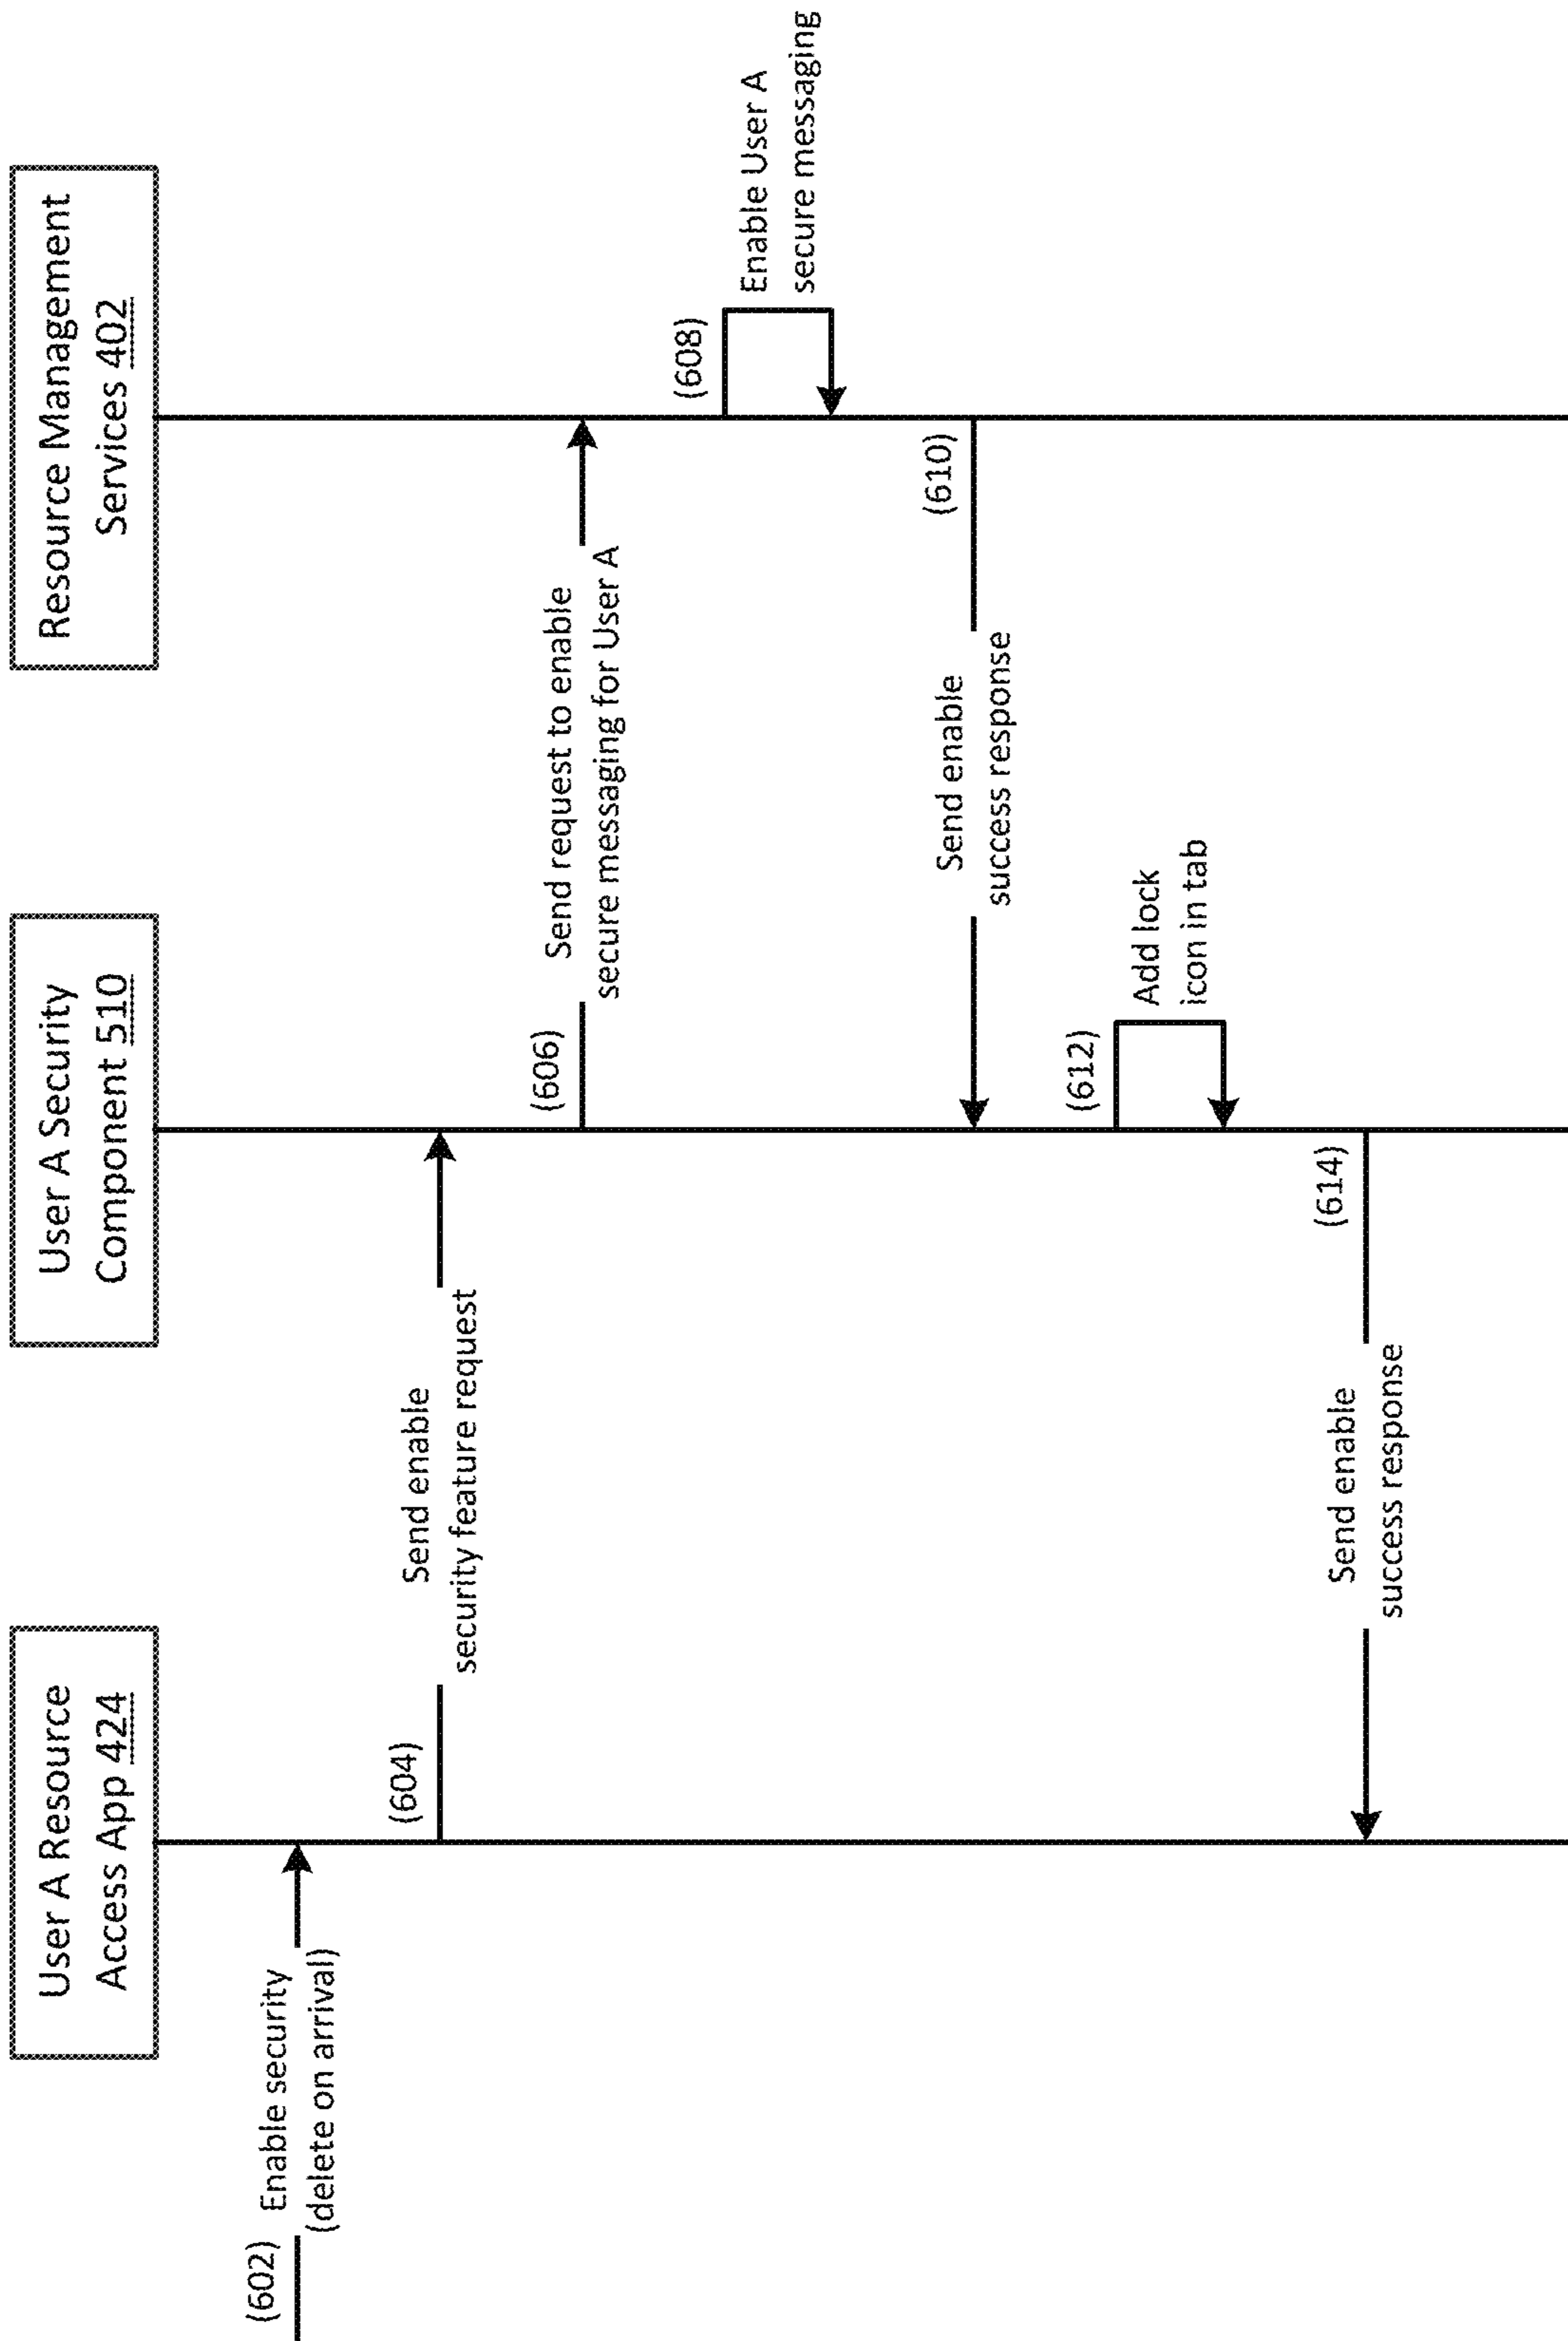 User A Resource
Access App 424
User A Security
Component 510
Resource Management
Services 402
(602)
Enable security
(delete on arrival)
(604)
Send enable
security feature request
(606)
Send request to enable
secure messaging for User A
(608)
Enable User A
secure messaging
(610)
Send enable
success response
(612)
Add lock
icon in tab
(614)
Send enable
success response